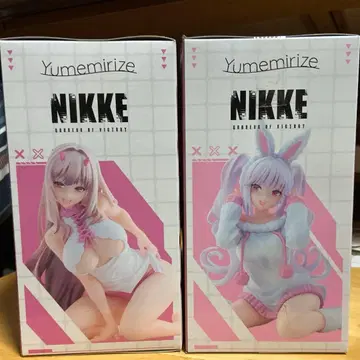 Yumemirize
NIKKE
GODDESS OF VICTORY
Yumemirize
NIKKE
GODDESS OF VICTORY